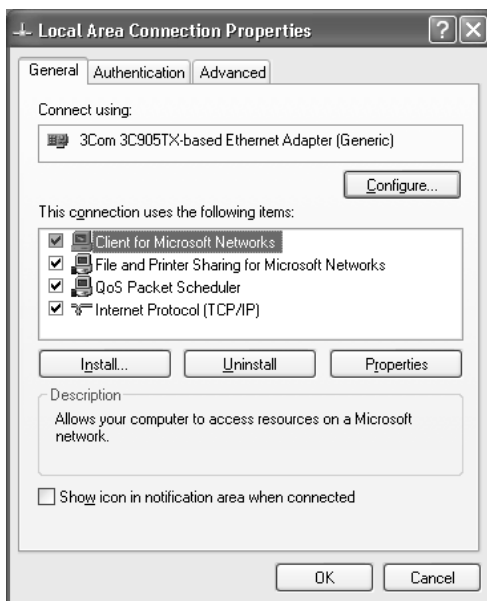 Local Area Connection Properties
General Authentication Advanced
Connect using:
3Com 3C905TX-based Ethernet Adapter (Generic)
Configure...
This connection uses the following items:
Client for Microsoft Networks
File and Printer Sharing for Microsoft Networks
QoS Packet Scheduler
Internet Protocol (TCP/IP)
Install... Uninstall Properties
Description
Allows your computer to access resources on a Microsoft
network.
Show icon in notification area when connected
OK Cancel